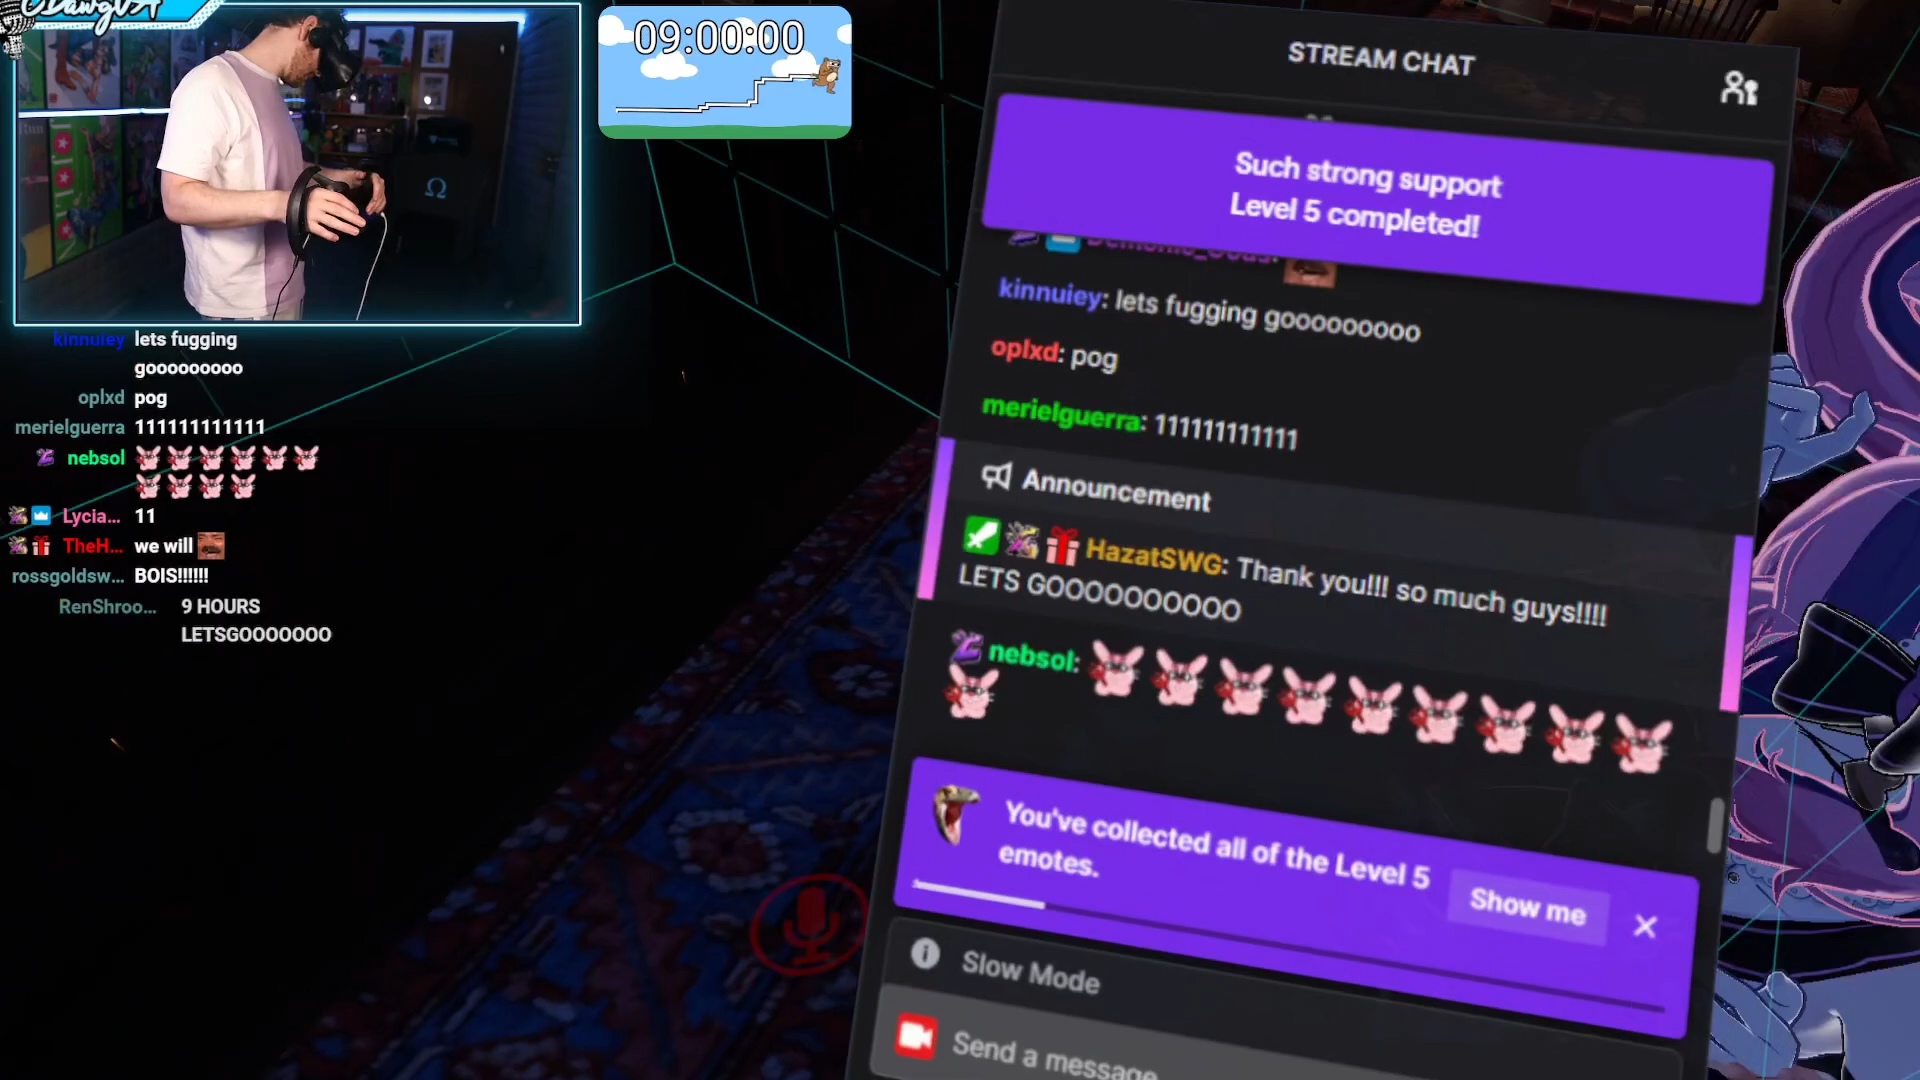 CDawgVA
09:00:00
kinnuiey lets fugging
gooooooooo
oplxd pog
merielguerra 111111111111
nebsol
Lycia... 11
TheH... we will
rossgoldsw... BOIS!!!!!!
RenShroo... 9 HOURS
LETSGOOOOOOO
STREAM CHAT
Such strong support
Level 5 completed!
kinnuiey: lets fugging gooooooooo
oplxd: pog
merielguerra: 111111111111
Announcement
HazatSWG: Thank you!!! so much guys!!!!
LETS GOOOOOOOOOO
nebsol:
You've collected all of the Level 5
emotes.
Show me
Slow Mode
Send a message